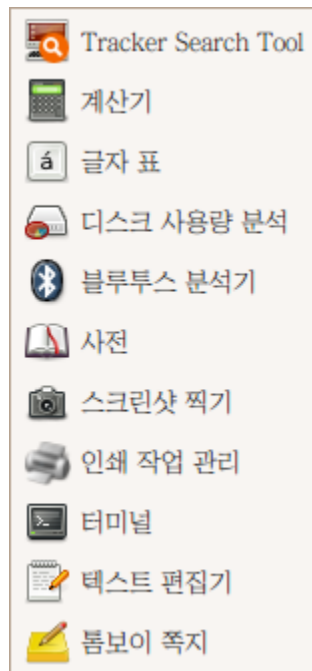 Tracker Search Tool
계산기
á
글자 표
디스크 사용량 분석
블루투스 분석기
사전
스크린샷 찍기
인쇄 작업 관리
터미널
텍스트 편집기
톰보이 쪽지